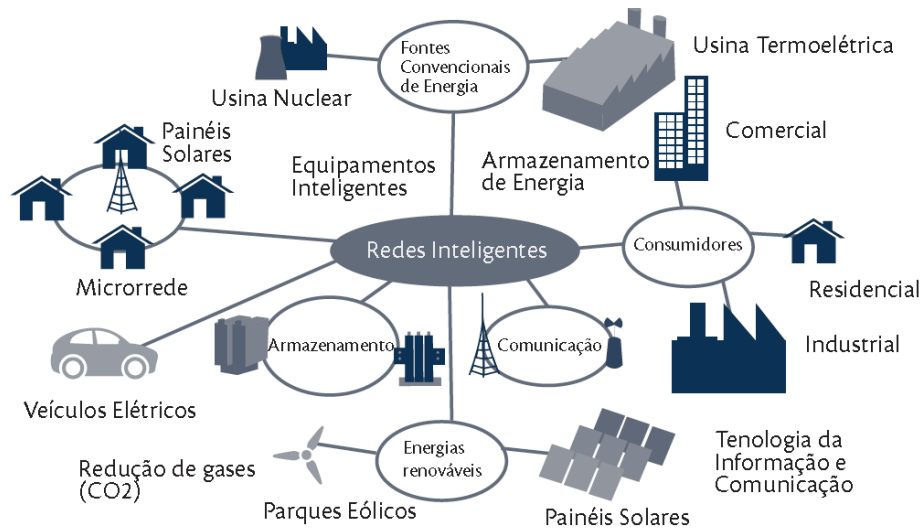 Fontes
Convencionais
de Energia
Usina Termoelétrica
Usina Nuclear
Painéis
Solares
Comercial
Equipamentos
Inteligentes
Armazenamento
de Energia
Redes Inteligentes
Consumidores
Microrrede
Residencial
Armazenamento
Comunicação
Industrial
Veículos Elétricos
Energias
renováveis
Tenologia da
Informação e
Comunicação
Redução de gases
(CO2)
Parques Eólicos
Painéis Solares